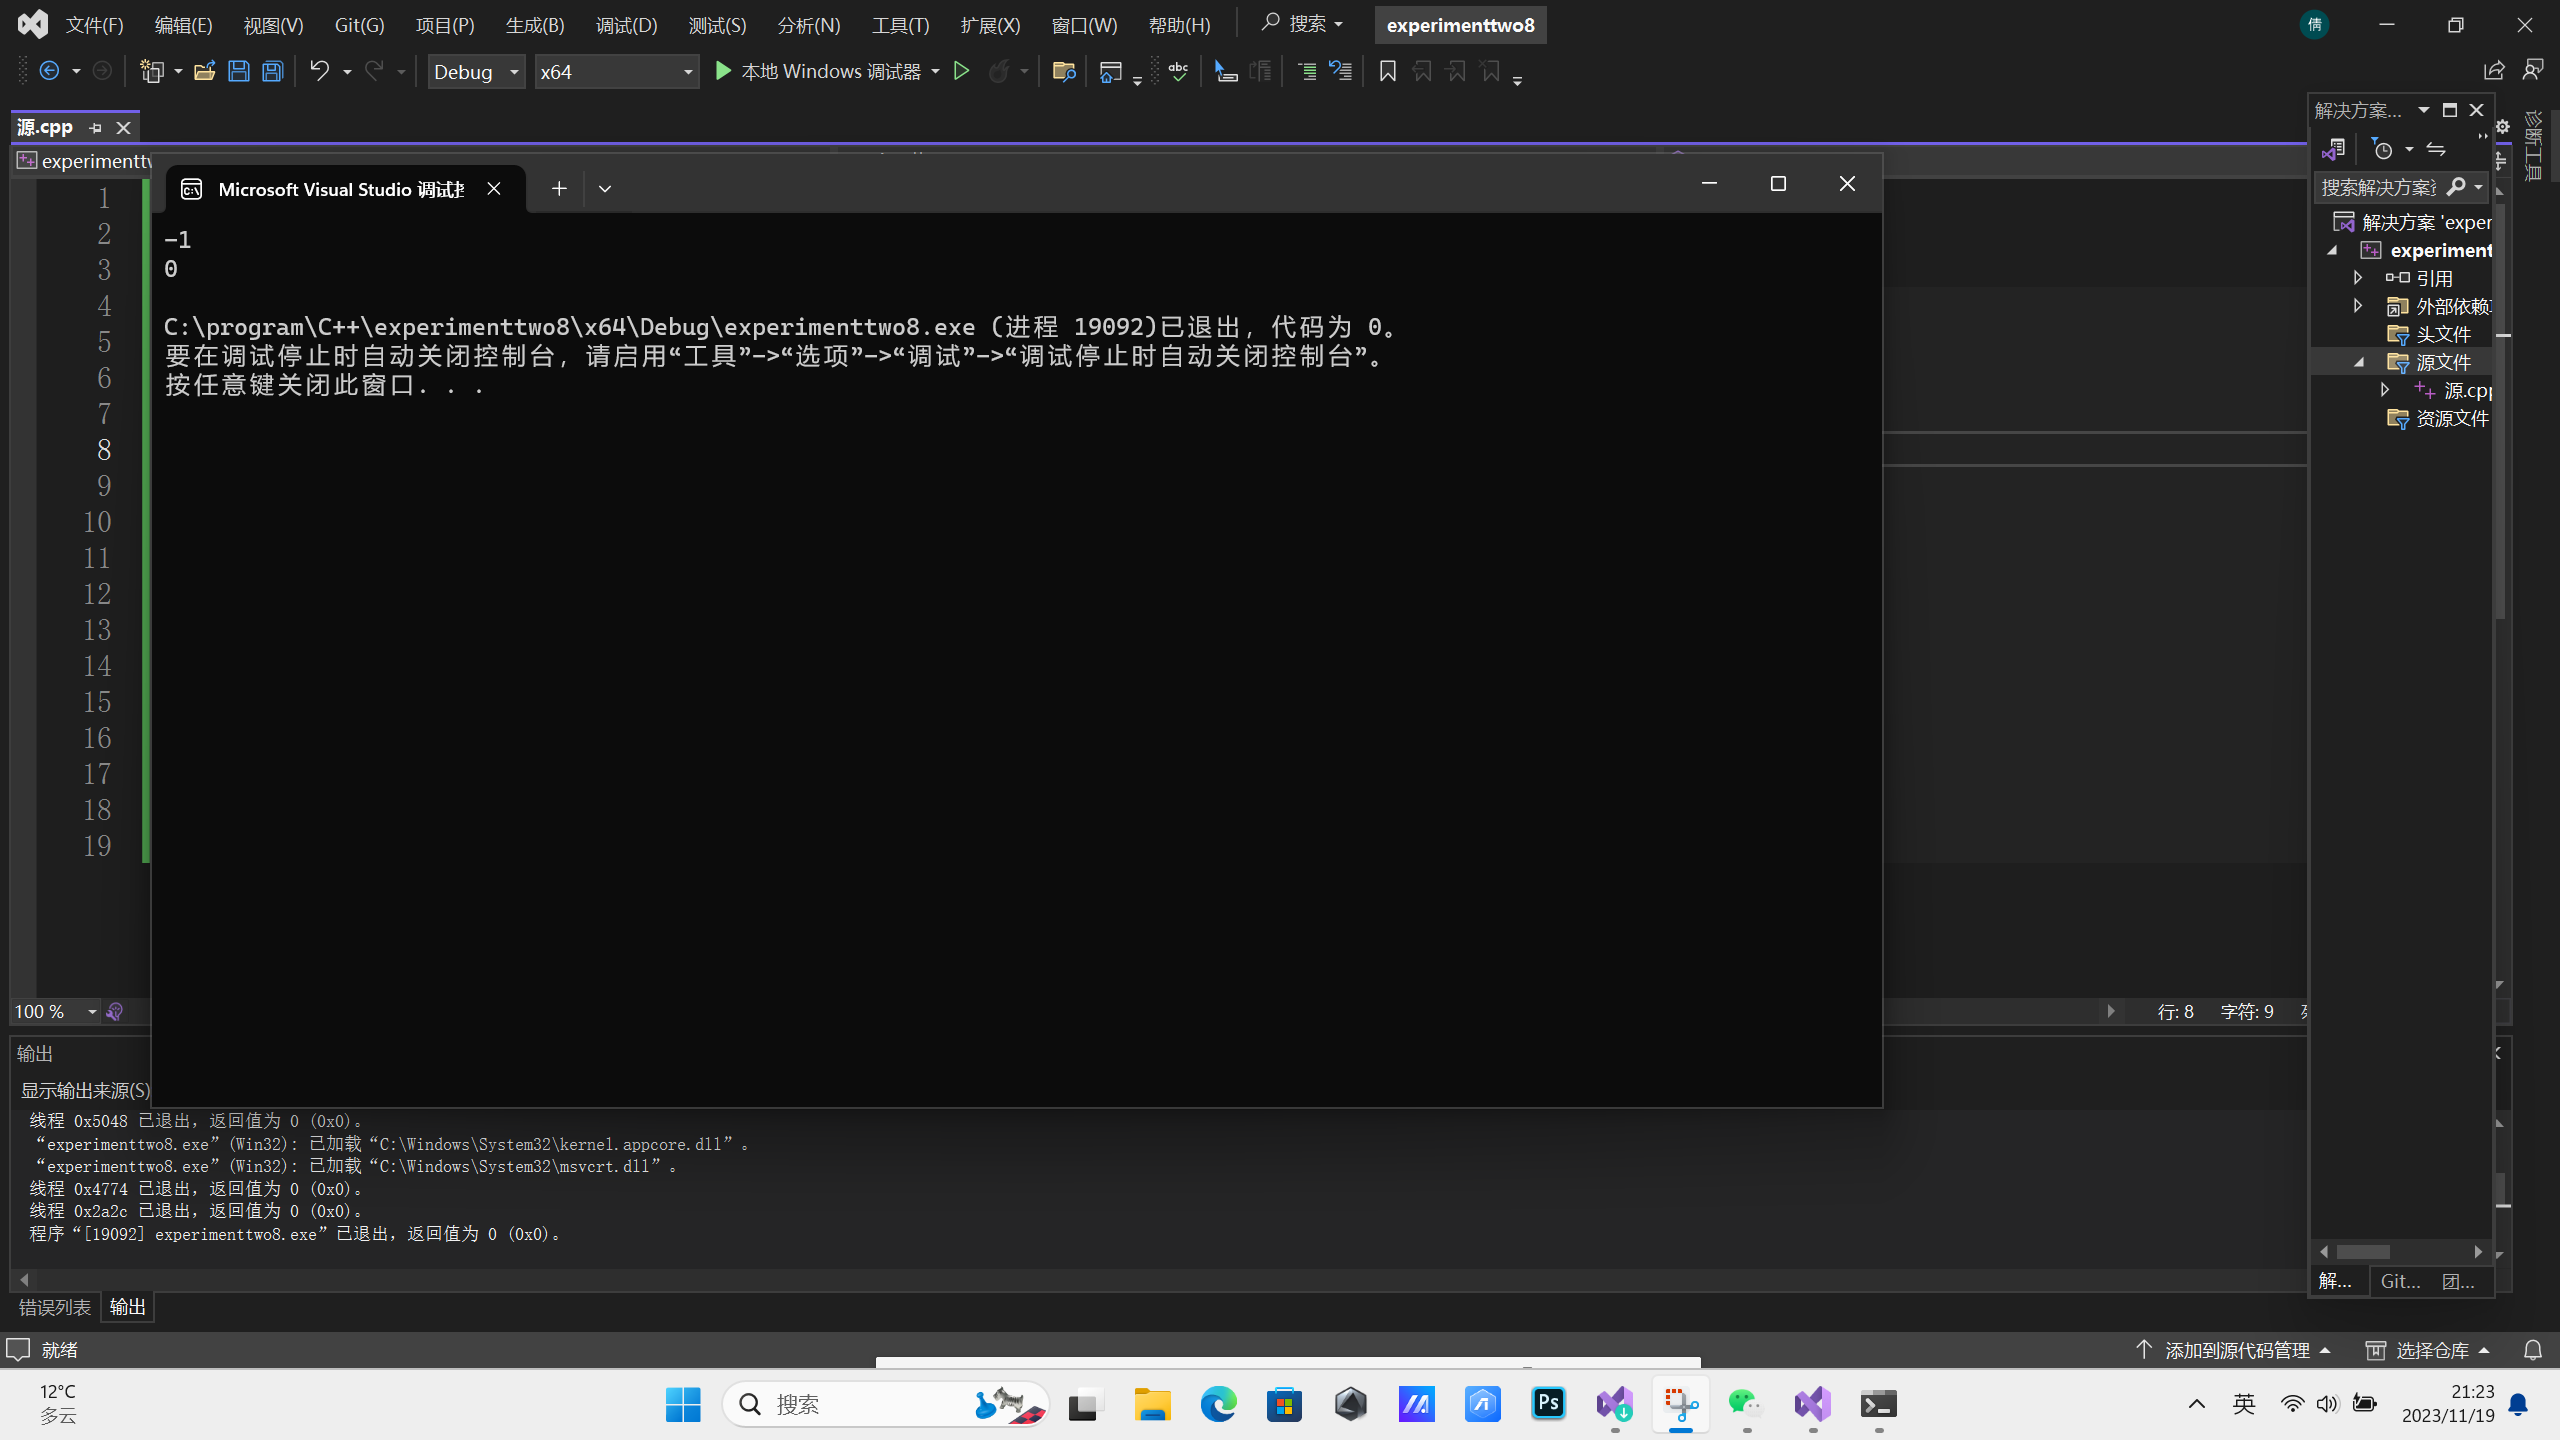 文件(F) 编辑(E) 视图(V) Git(G) 项目(P) 生成(B) 调试(D) 测试(S) 分析(N) 工具(T) 扩展(X) 窗口(W) 帮助(H) 搜索 experimenttwo8 倩
Debug x64 本地 Windows 调试器
源.cpp
experimenttw
Microsoft Visual Studio 调试
1
2
3
4
5
6
7
8
9
10
11
12
13
14
15
16
17
18
19
-1
0
C:\program\C++\experimenttwo8\x64\Debug\experimenttwo8.exe (进程 19092)已退出，代码为 0。
要在调试停止时自动关闭控制台，请启用“工具”->“选项”->“调试”->“调试停止时自动关闭控制台”。
按任意键关闭此窗口. . .
解决方案...
搜索解决方案
解决方案 'exper
experiment
引用
外部依赖
头文件
源文件
源.cpp
资源文件
诊断工具
100 %
行: 8 字符: 9
输出
显示输出来源(S)
线程 0x5048 已退出，返回值为 0 (0x0)。
“experimenttwo8.exe”(Win32): 已加载“C:\Windows\System32\kernel.appcore.dll”。
“experimenttwo8.exe”(Win32): 已加载“C:\Windows\System32\msvcrt.dll”。
线程 0x4774 已退出，返回值为 0 (0x0)。
线程 0x2a2c 已退出，返回值为 0 (0x0)。
程序“[19092] experimenttwo8.exe”已退出，返回值为 0 (0x0)。
解... Git... 团...
错误列表 输出
就绪 添加到源代码管理 选择仓库
12°C
多云
搜索
Ps
英
21:23
2023/11/19